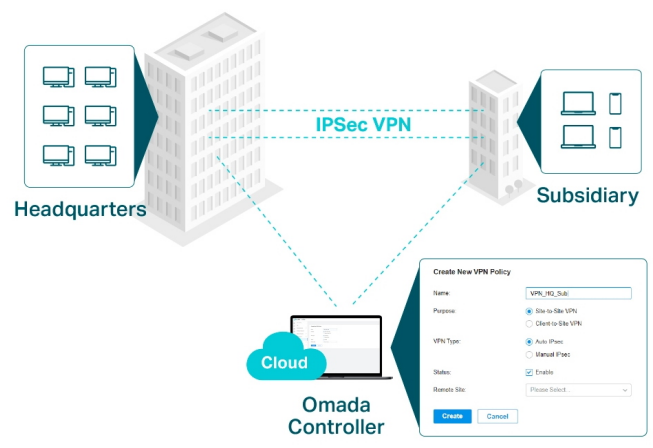 IPSec VPN
Headquarters
Subsidiary
Cloud
Omada
Controller
Create New VPN Policy
Name:
VPN_HQ_Sub
Purpose:
Site-to-Site VPN
Client-to-Site VPN
VPN Type:
Auto IPsec
Manual IPsec
Status:
Enable
Remote Site:
Please Select...
Create
Cancel